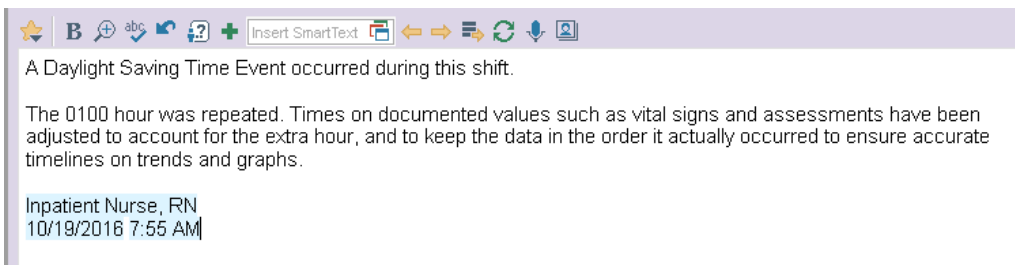 B abc Insert SmartText
A Daylight Saving Time Event occurred during this shift.
The 0100 hour was repeated. Times on documented values such as vital signs and assessments have been
adjusted to account for the extra hour, and to keep the data in the order it actually occurred to ensure accurate
timelines on trends and graphs.
Inpatient Nurse, RN
10/19/2016 7:55 AM